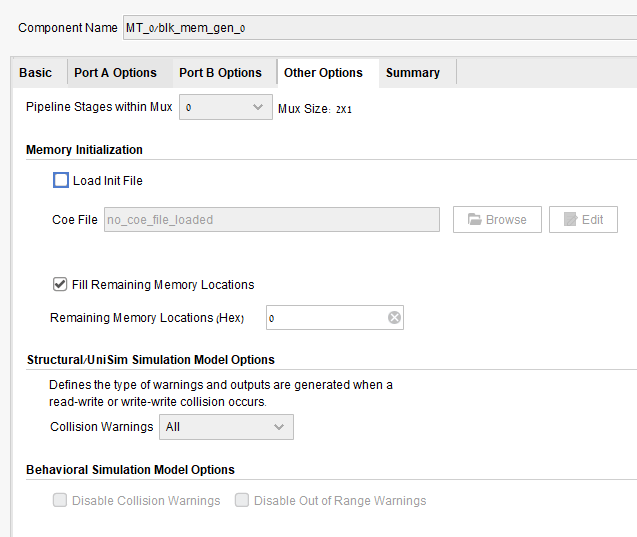 Component Name MT_0/blk_mem_gen_0
Basic Port A Options Port B Options Other Options Summary
Pipeline Stages within Mux 0 Mux Size: 2X1
Memory Initialization
Load Init File
Coe File no_coe_file_loaded Browse Edit
Fill Remaining Memory Locations
Remaining Memory Locations (Hex) 0
Structural/UniSim Simulation Model Options
Defines the type of warnings and outputs are generated when a
read-write or write-write collision occurs.
Collision Warnings All
Behavioral Simulation Model Options
Disable Collision Warnings Disable Out of Range Warnings